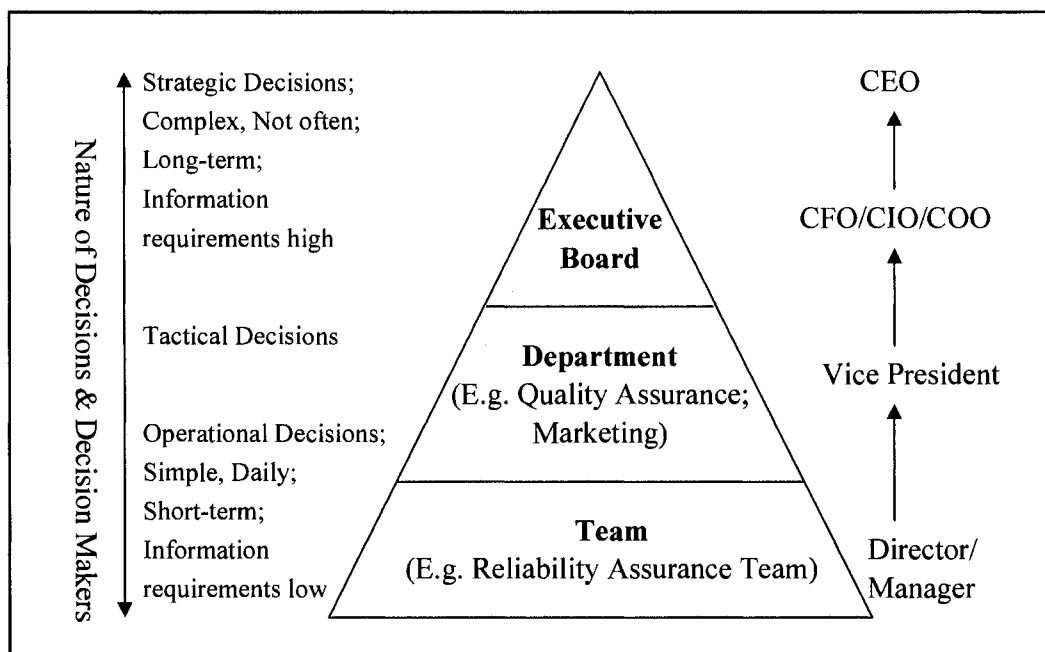 Nature of Decisions & Decision Makers
Strategic Decisions;
Complex, Not often;
Long-term;
Information
requirements high
Tactical Decisions
Operational Decisions;
Simple, Daily;
Short-term;
Information
requirements low
Executive
Board
Department
(E.g. Quality Assurance;
Marketing)
Team
(E.g. Reliability Assurance Team)
CEO
CFO/CIO/COO
Vice President
Director/
Manager